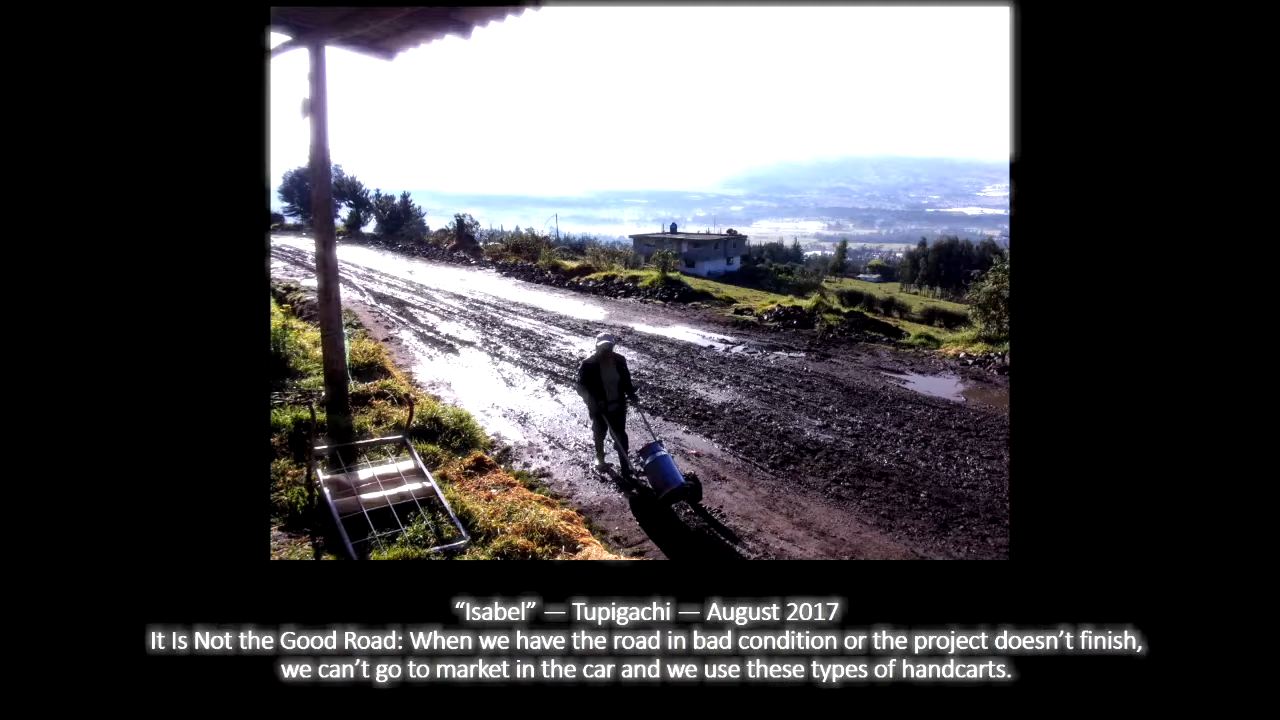 “Isabel” — Tupigachi — August 2017
It Is Not the Good Road: When we have the road in bad condition or the project doesn’t finish,
we can’t go to market in the car and we use these types of handcarts.